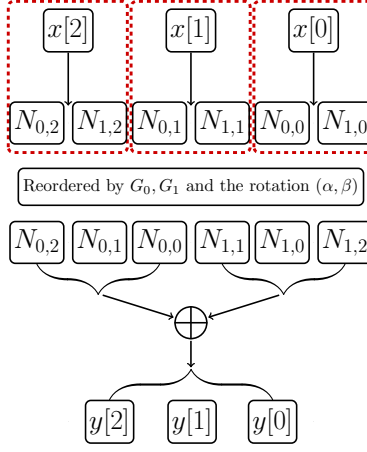 x[2] x[1] x[0]
N_{0,2} N_{1,2} N_{0,1} N_{1,1} N_{0,0} N_{1,0}
Reordered by G_0, G_1 and the rotation (α, β)
N_{0,2} N_{0,1} N_{0,0} N_{1,1} N_{1,0} N_{1,2}
y[2] y[1] y[0]